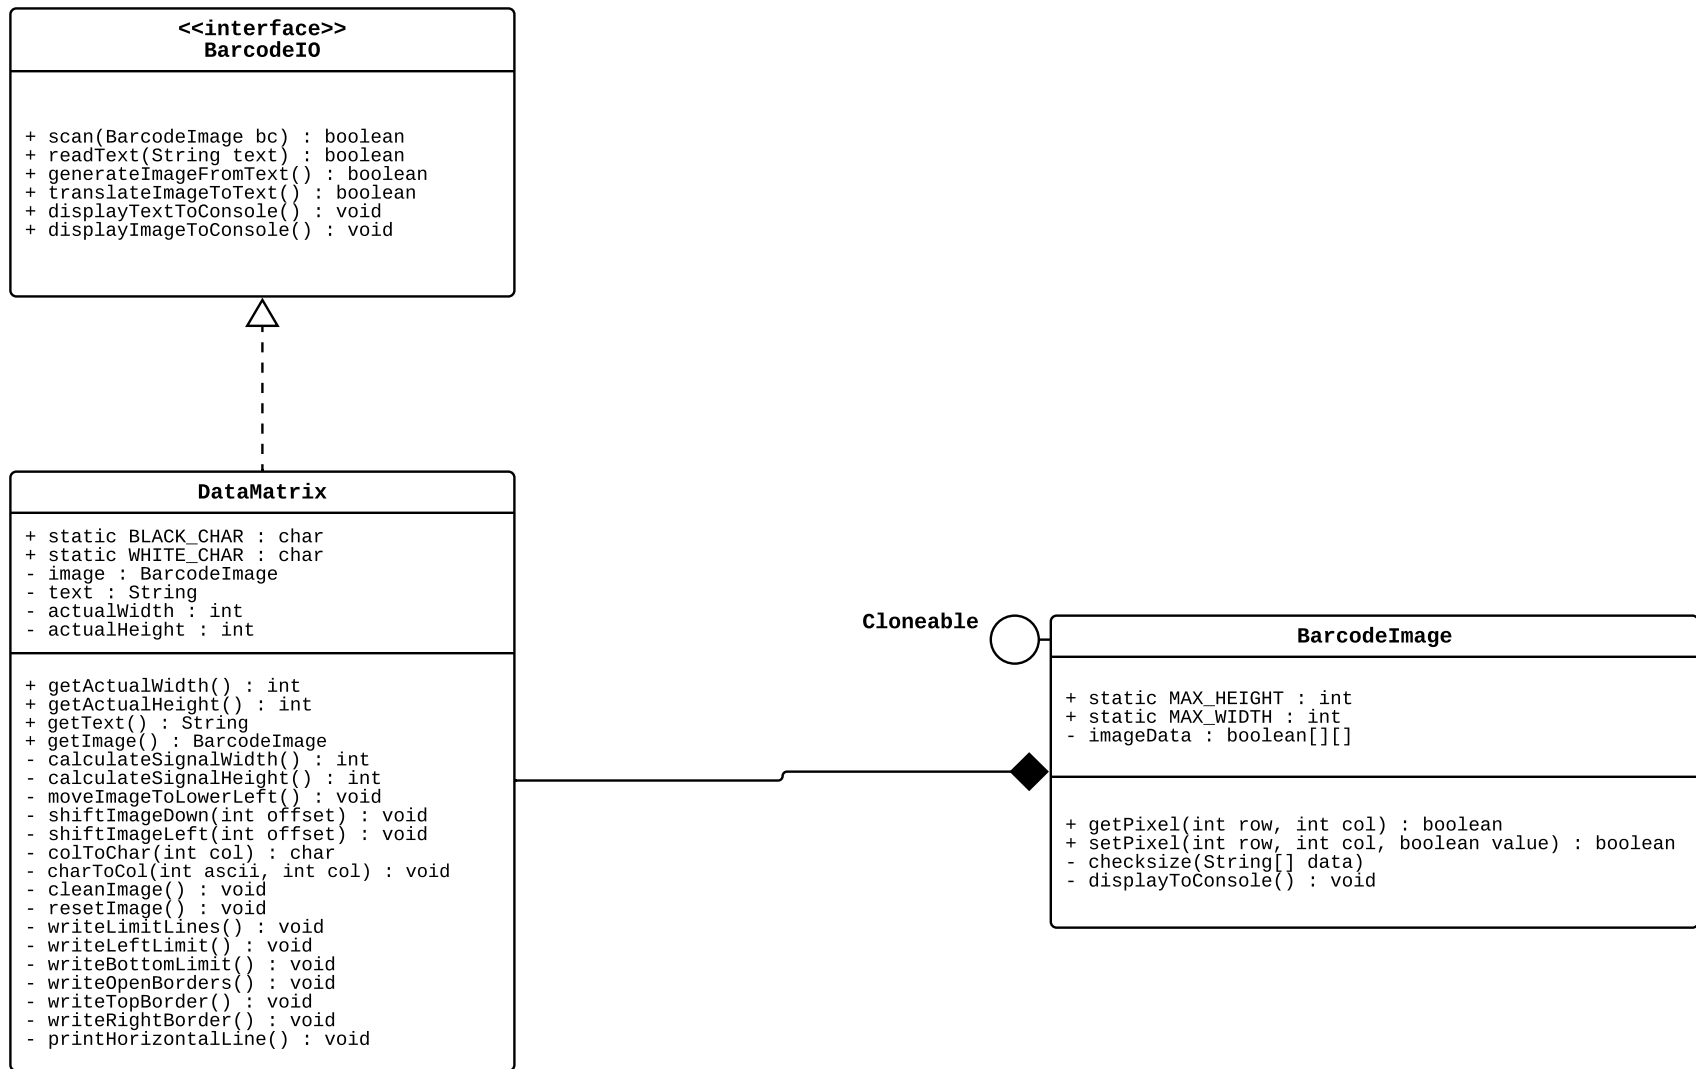 <<interface>>
BarcodeIO
+ scan(BarcodeImage bc) : boolean
+ readText(String text) : boolean
+ generateImageFromText() : boolean
+ translateImageToText() : boolean
+ displayTextToConsole() : void
+ displayImageToConsole() : void
DataMatrix
+ static BLACK_CHAR : char
+ static WHITE_CHAR : char
- image : BarcodeImage
- text : String
- actualWidth : int
- actualHeight : int
+ getActualWidth() : int
+ getActualHeight() : int
+ getText() : String
+ getImage() : BarcodeImage
- calculateSignalWidth() : int
- calculateSignalHeight() : int
- moveImageToLowerLeft() : void
- shiftImageDown(int offset) : void
- shiftImageLeft(int offset) : void
- colToChar(int col) : char
- charToCol(int ascii, int col) : void
- cleanImage() : void
- resetImage() : void
- writeLimitLines() : void
- writeLeftLimit() : void
- writeBottomLimit() : void
- writeOpenBorders() : void
- writeTopBorder() : void
- writeRightBorder() : void
- printHorizontalLine() : void
Cloneable
BarcodeImage
+ static MAX_HEIGHT : int
+ static MAX_WIDTH : int
- imageData : boolean[][]
+ getPixel(int row, int col) : boolean
+ setPixel(int row, int col, boolean value) : boolean
- checksize(String[] data)
- displayToConsole() : void